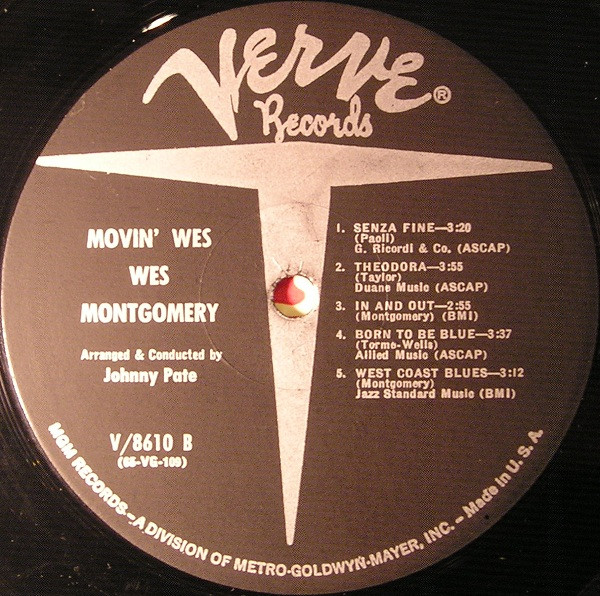 Verve®
Records
MOVIN' WES
WES
MONTGOMERY
Arranged & Conducted by
Johnny Pate
V/8610 B
(65-VG-109)
1. SENZA FINE—3:20
(Paoli)
G. Ricordi & Co. (ASCAP)
2. THEODORA—3:55
(Taylor)
Duane Music (ASCAP)
3. IN AND OUT—2:55
(Montgomery) (BMI)
4. BORN TO BE BLUE—3:37
(Torme-Wells)
Allied Music (ASCAP)
5. WEST COAST BLUES—3:12
(Montgomery)
Jazz Standard Music (BMI)
MGM RECORDS—A DIVISION OF METRO-GOLDWYN-MAYER, INC.—Made in U. S. A.